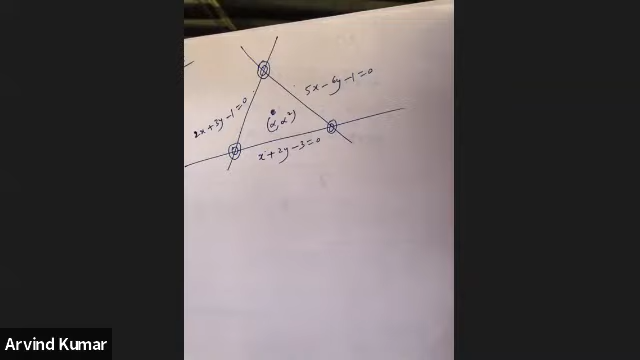 5x - 6y - 1 = 0
2x + 3y - 1 = 0
(α, α²)
x + 2y - 3 = 0
Arvind Kumar